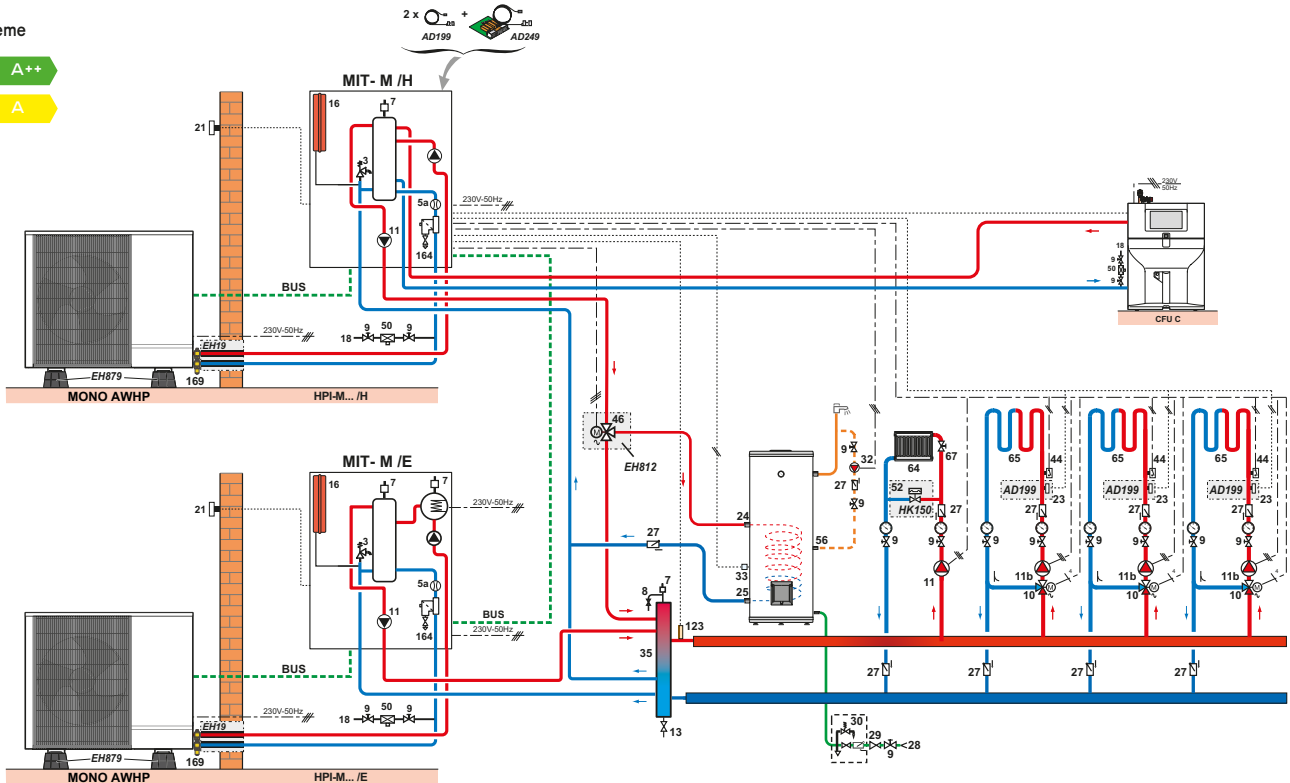 eme
A++
A
2 x
+
AD199
AD249
MIT- M /H
16
7
21
3
5a
230V-50Hz
11
164
BUS
230V-50Hz
18
9
50
9
EH19
EH879
169
MONO AWHP
HPI-M... /H
230V
50Hz
18
9
50
9
CFU C
46
M
EH812
MIT- M /E
16
7
7
21
230V-50Hz
3
5a
11
164
BUS
230V-50Hz
BUS
230V-50Hz
18
9
50
9
EH19
EH879
169
MONO AWHP
HPI-M... /E
27
8
7
35
123
13
24
33
25
56
9
32
27
9
30
29
9
28
64
67
52
HK150
27
9
9
11
65
44
AD199
23
27
9
9
11b
10
M
4
65
44
AD199
23
27
9
9
11b
10
M
4
65
44
AD199
23
27
9
9
11b
10
M
4
27
27
27
27